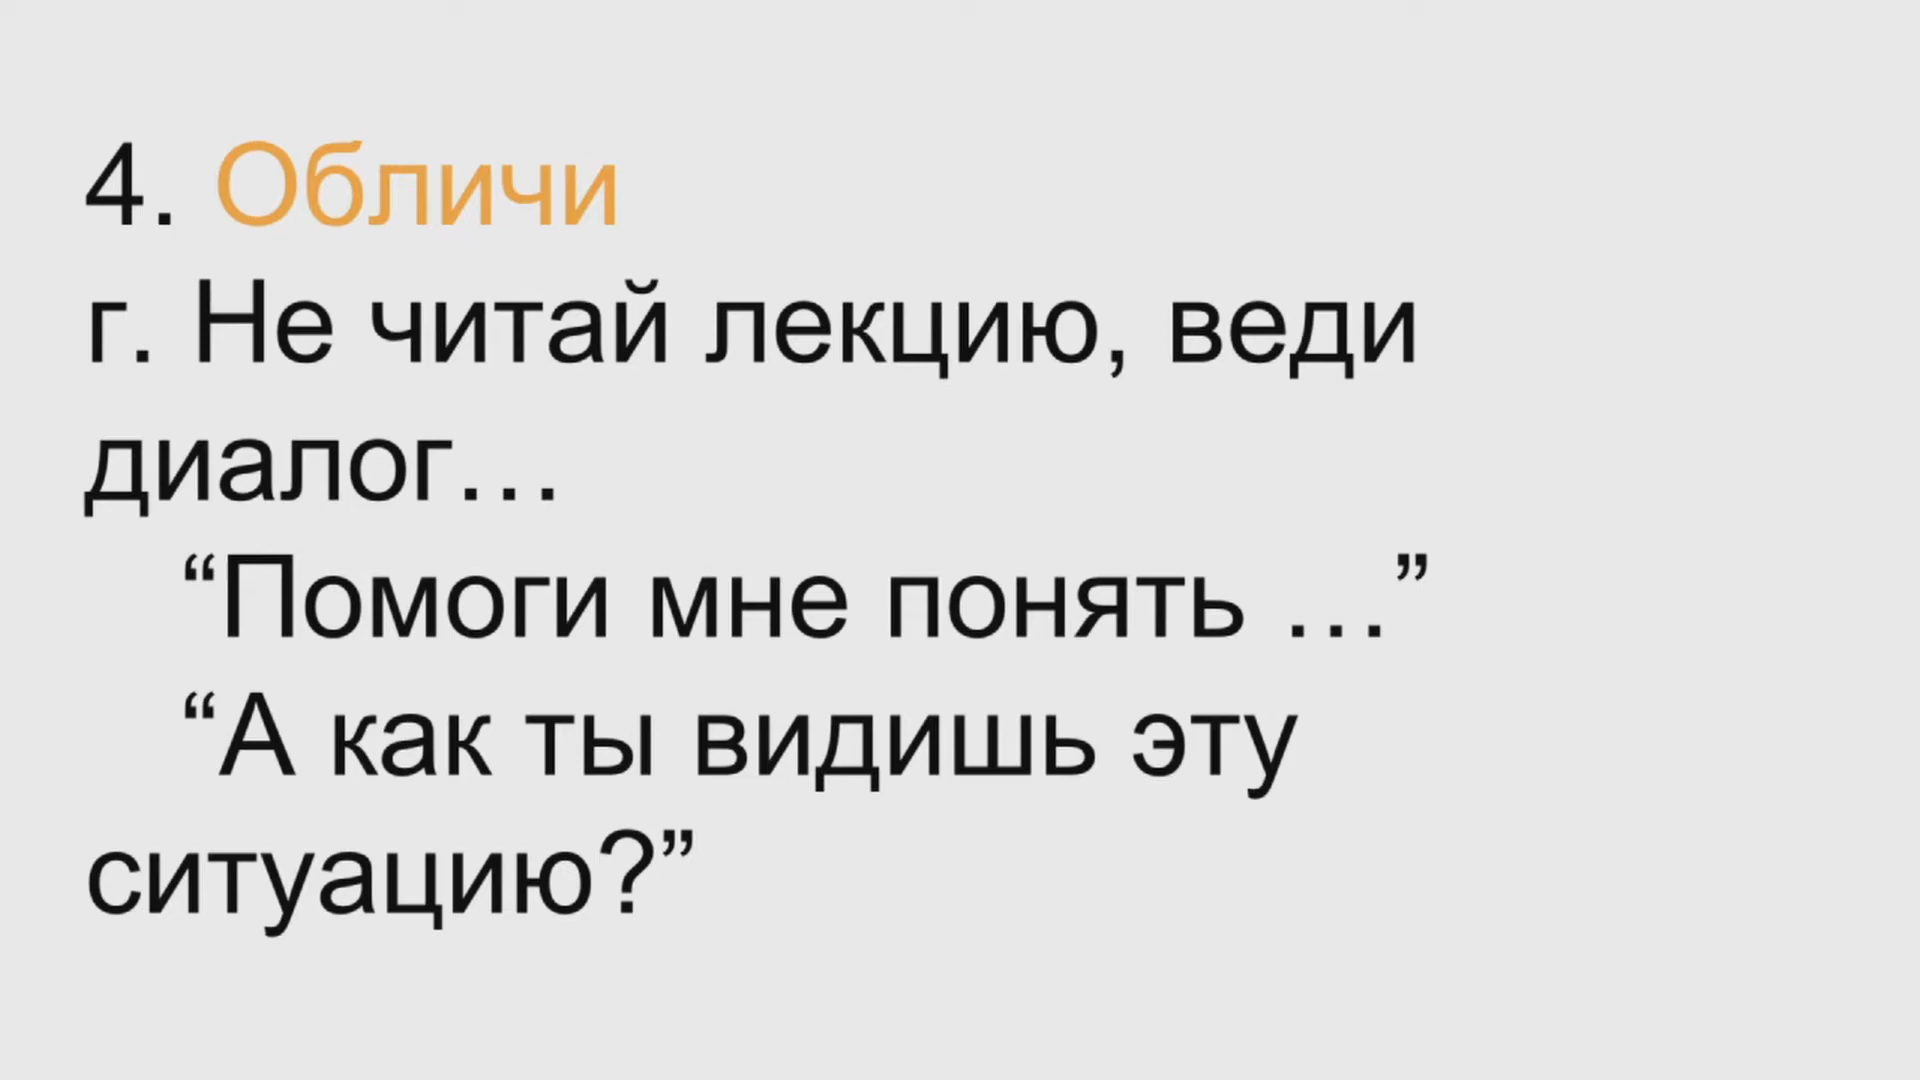 4. Обличи
г. Не читай лекцию, веди
диалог…
“Помоги мне понять …”
“А как ты видишь эту
ситуацию?”